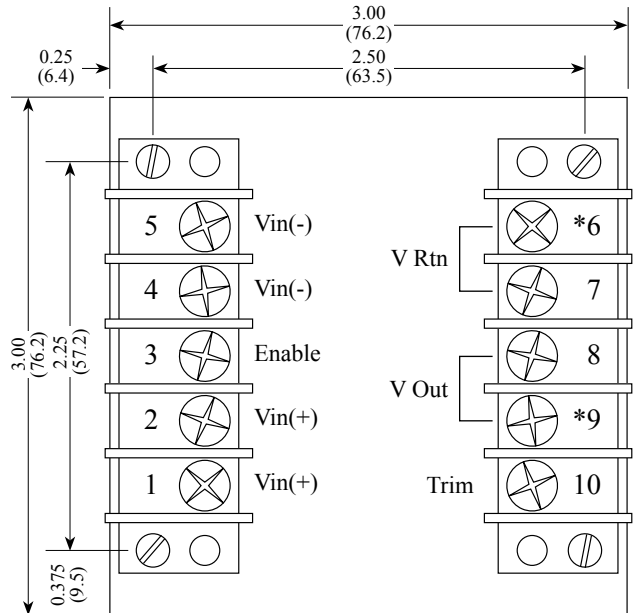 3.00
(76.2)
0.25
(6.4)
2.50
(63.5)
3.00
(76.2)
2.25
(57.2)
0.375
(9.5)
5 Vin(-)
4 Vin(-)
3 Enable
2 Vin(+)
1 Vin(+)
*6
V Rtn
7
8
V Out
*9
Trim 10